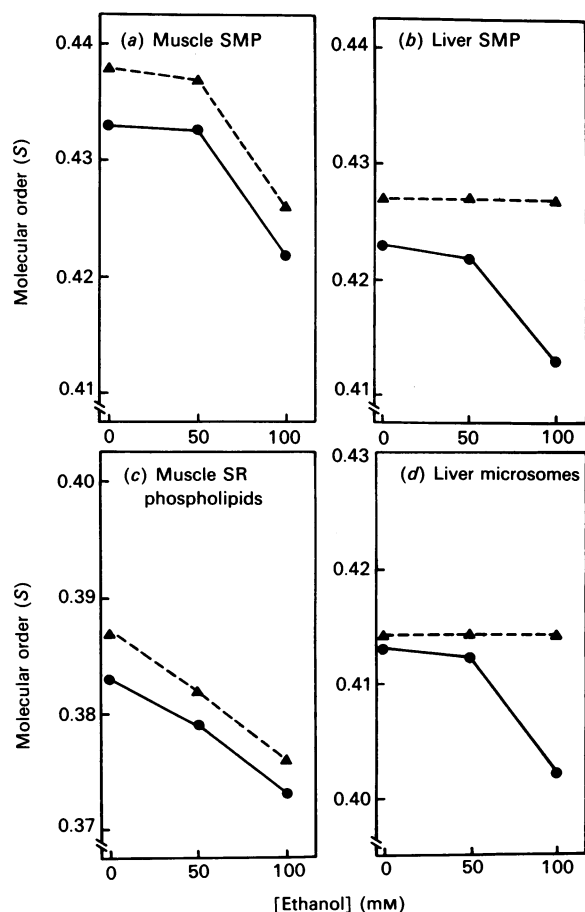 (a) Muscle SMP
0.44
0.43
0.42
0.41
Molecular order (S)
0 50 100
(b) Liver SMP
0.44
0.43
0.42
0.41
0 50 100
(c) Muscle SR
phospholipids
0.40
0.39
0.38
0.37
Molecular order (S)
0 50 100
(d) Liver microsomes
0.43
0.42
0.41
0.40
0 50 100
[Ethanol] (mM)